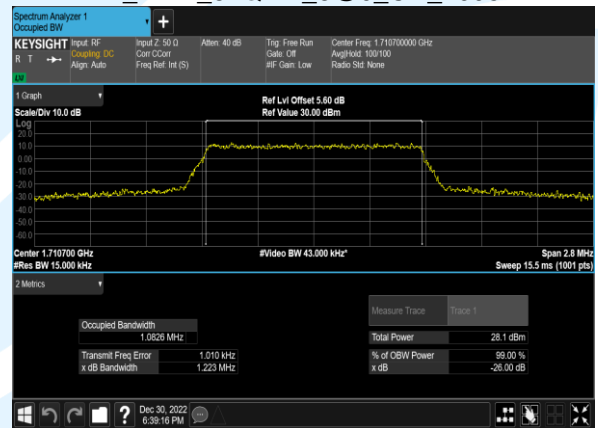 Spectrum Analyzer 1
Occupied BW
KEYSIGHT
R T
LW
Input: RF
Coupling: DC
Align: Auto
Input Z: 50 Ω
Corr CCorr
Freq Ref: Int (S)
Atten: 40 dB
Trig: Free Run
Gate: Off
#IF Gain: Low
Center Freq: 1.710700000 GHz
Avg|Hold: 100/100
Radio Std: None
1 Graph
Scale/Div 10.0 dB
Ref Lvl Offset 5.60 dB
Ref Value 30.00 dBm
Log
20.0
10.0
0.00
-10.0
-20.0
-30.0
-40.0
-50.0
-60.0
Center 1.710700 GHz
#Res BW 15.000 kHz
#Video BW 43.000 kHz*
Span 2.8 MHz
Sweep 15.5 ms (1001 pts)
2 Metrics
Measure Trace
Trace 1
Occupied Bandwidth
1.0826 MHz
Total Power
28.1 dBm
Transmit Freq Error
1.010 kHz
% of OBW Power
99.00 %
x dB Bandwidth
1.223 MHz
x dB
-26.00 dB
?
Dec 30, 2022
6:39:16 PM